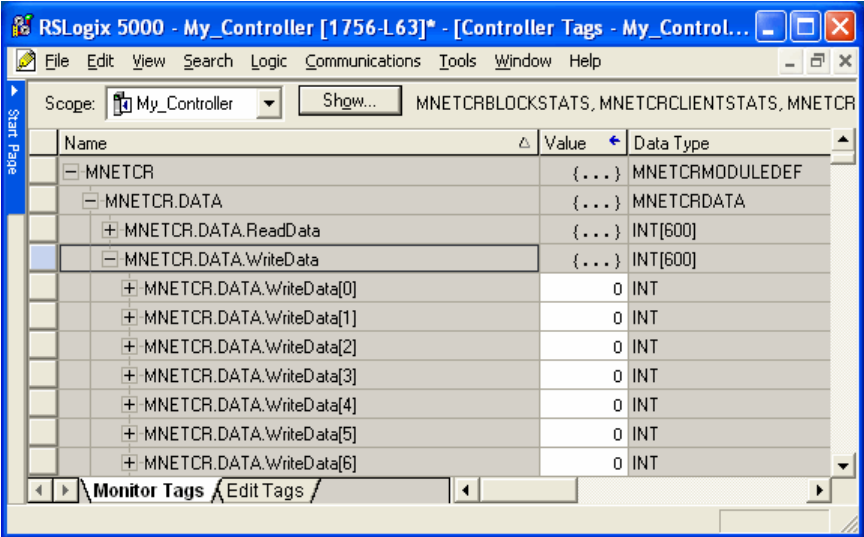 RSLogix 5000 - My_Controller [1756-L63]* - [Controller Tags - My_Control...
File Edit View Search Logic Communications Tools Window Help
Start Page
Scope: My_Controller Show... MNETCRBLOCKSTATS, MNETCRCLIENTSTATS, MNETCR
Name Value Data Type
MNETCR {...} MNETCRMODULEDEF
MNETCR.DATA {...} MNETCRDATA
MNETCR.DATA.ReadData {...} INT[600]
MNETCR.DATA.WriteData {...} INT[600]
MNETCR.DATA.WriteData[0] 0 INT
MNETCR.DATA.WriteData[1] 0 INT
MNETCR.DATA.WriteData[2] 0 INT
MNETCR.DATA.WriteData[3] 0 INT
MNETCR.DATA.WriteData[4] 0 INT
MNETCR.DATA.WriteData[5] 0 INT
MNETCR.DATA.WriteData[6] 0 INT
Monitor Tags Edit Tags